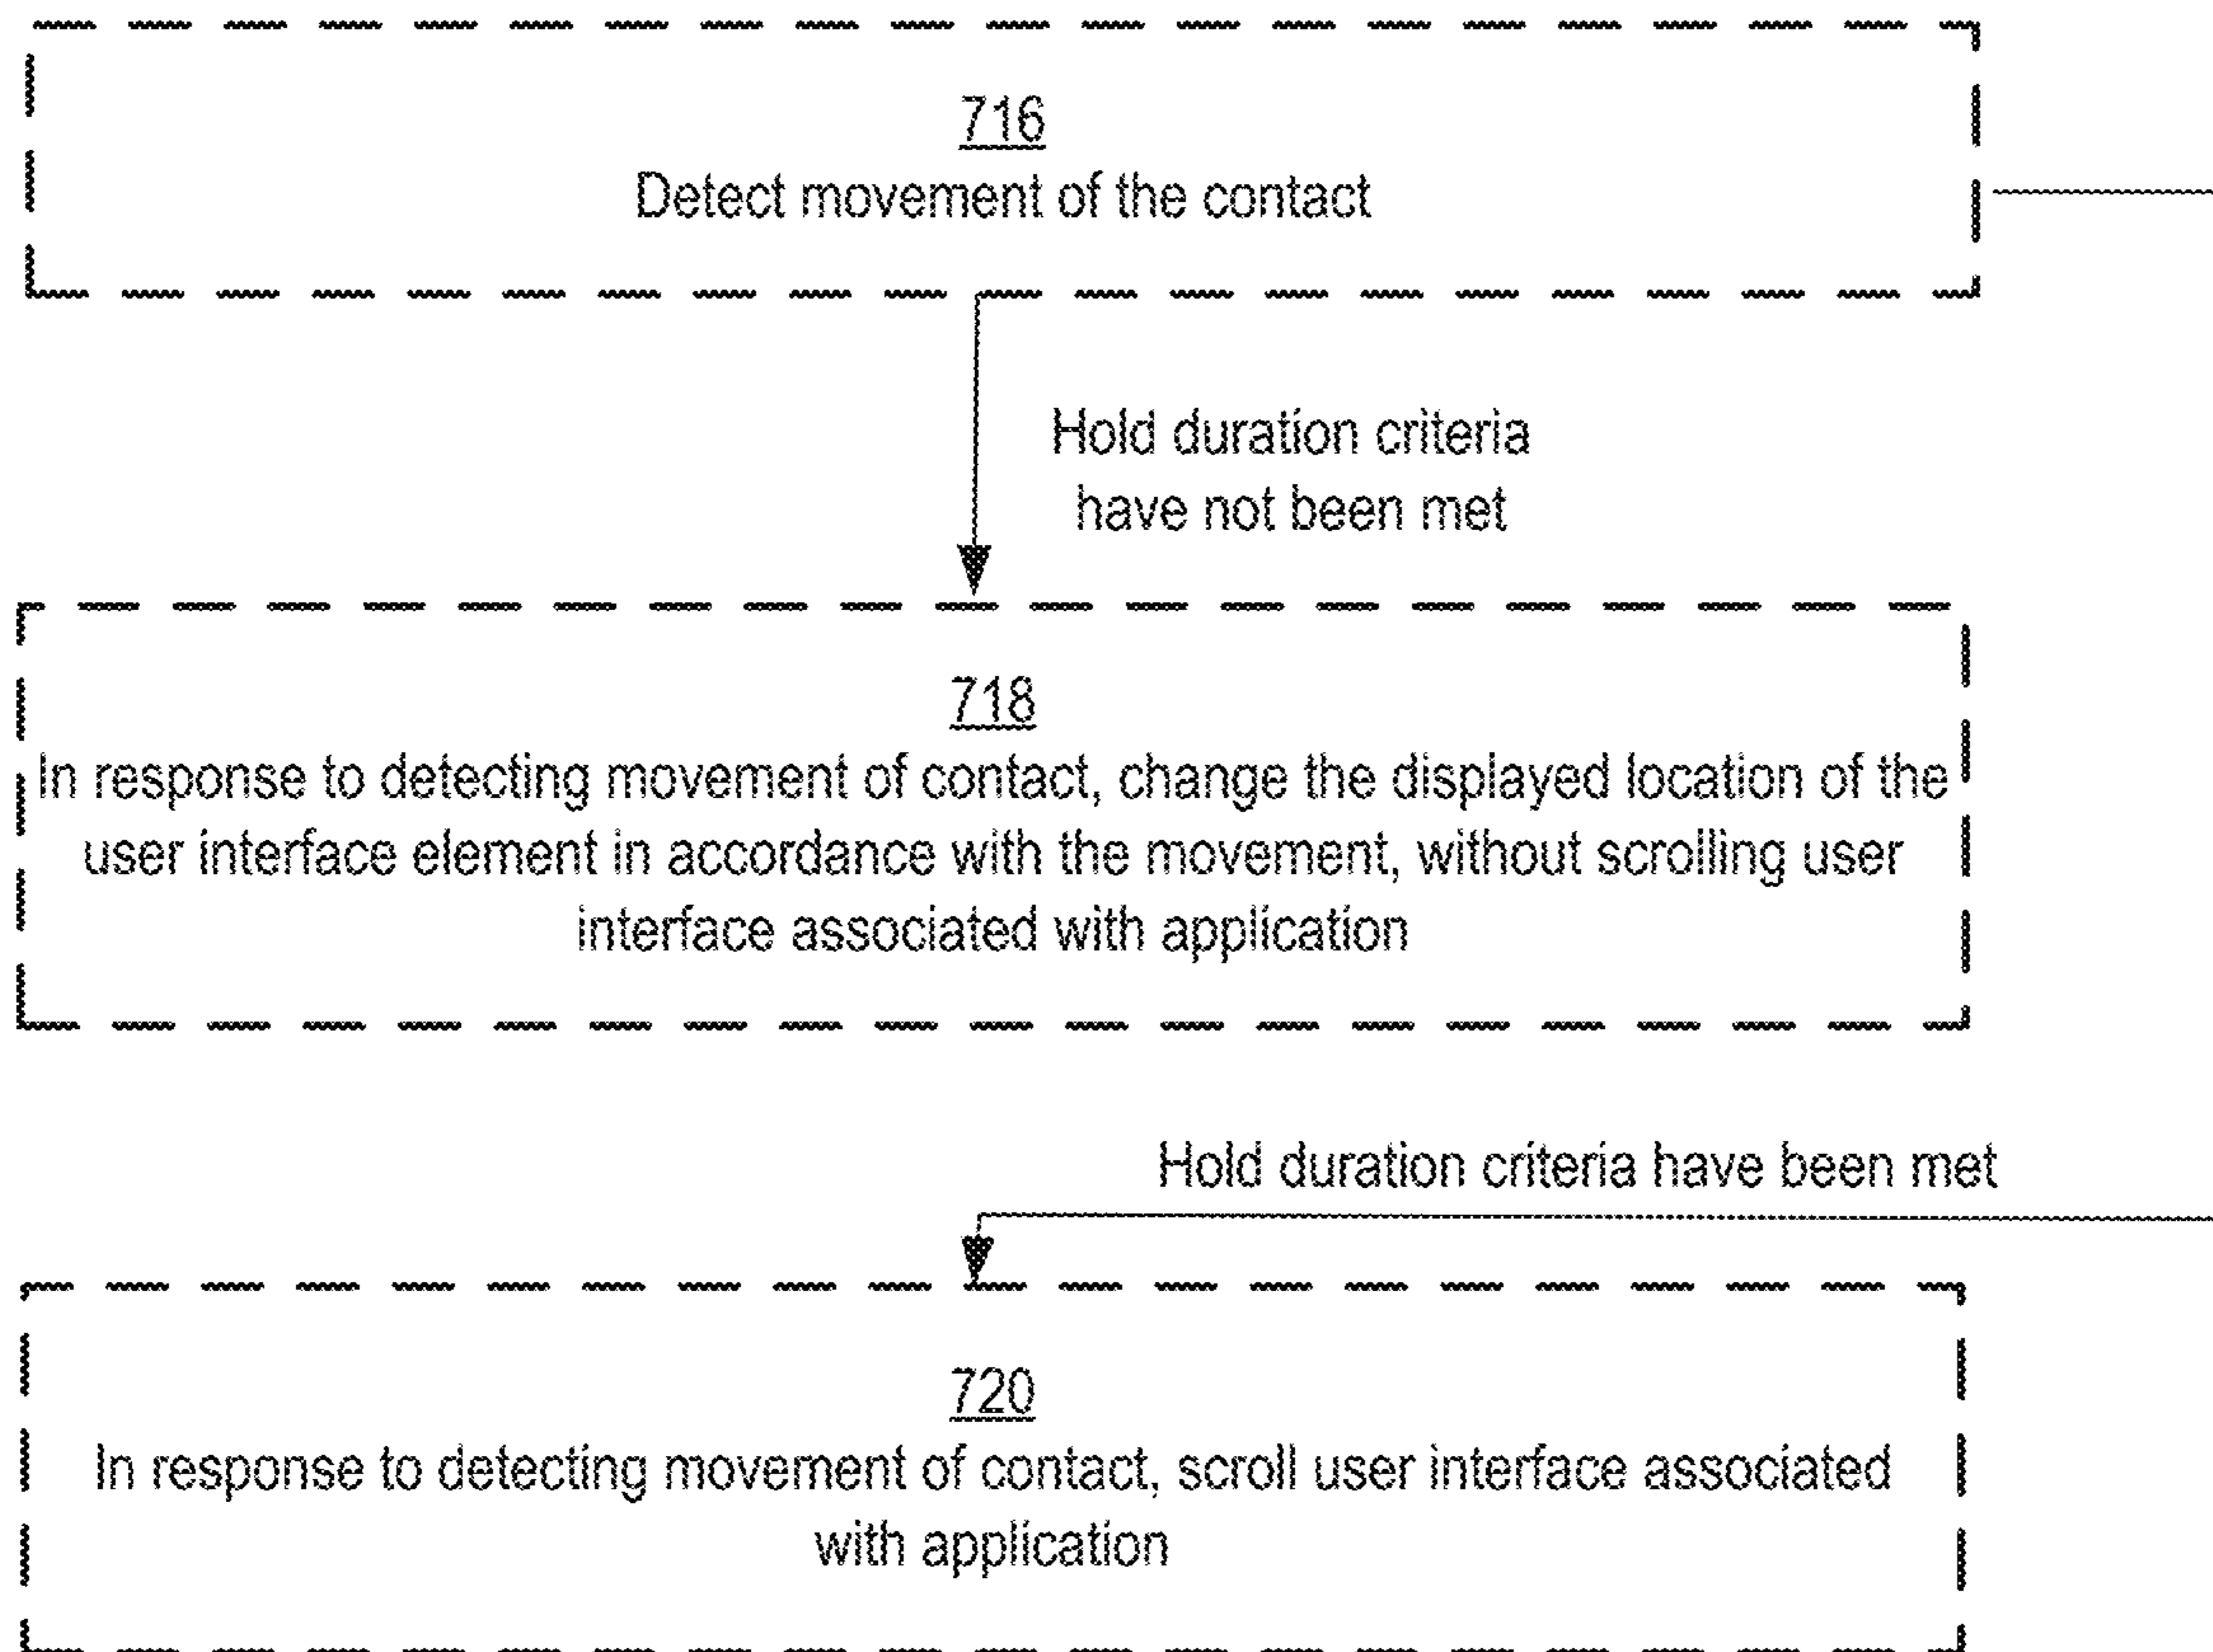 716
Detect movement of the contact
Hold duration criteria
have not been met
718
In response to detecting movement of contact, change the displayed location of the
user interface element in accordance with the movement, without scrolling user
interface associated with application
Hold duration criteria have been met
720
In response to detecting movement of contact, scroll user interface associated
with application